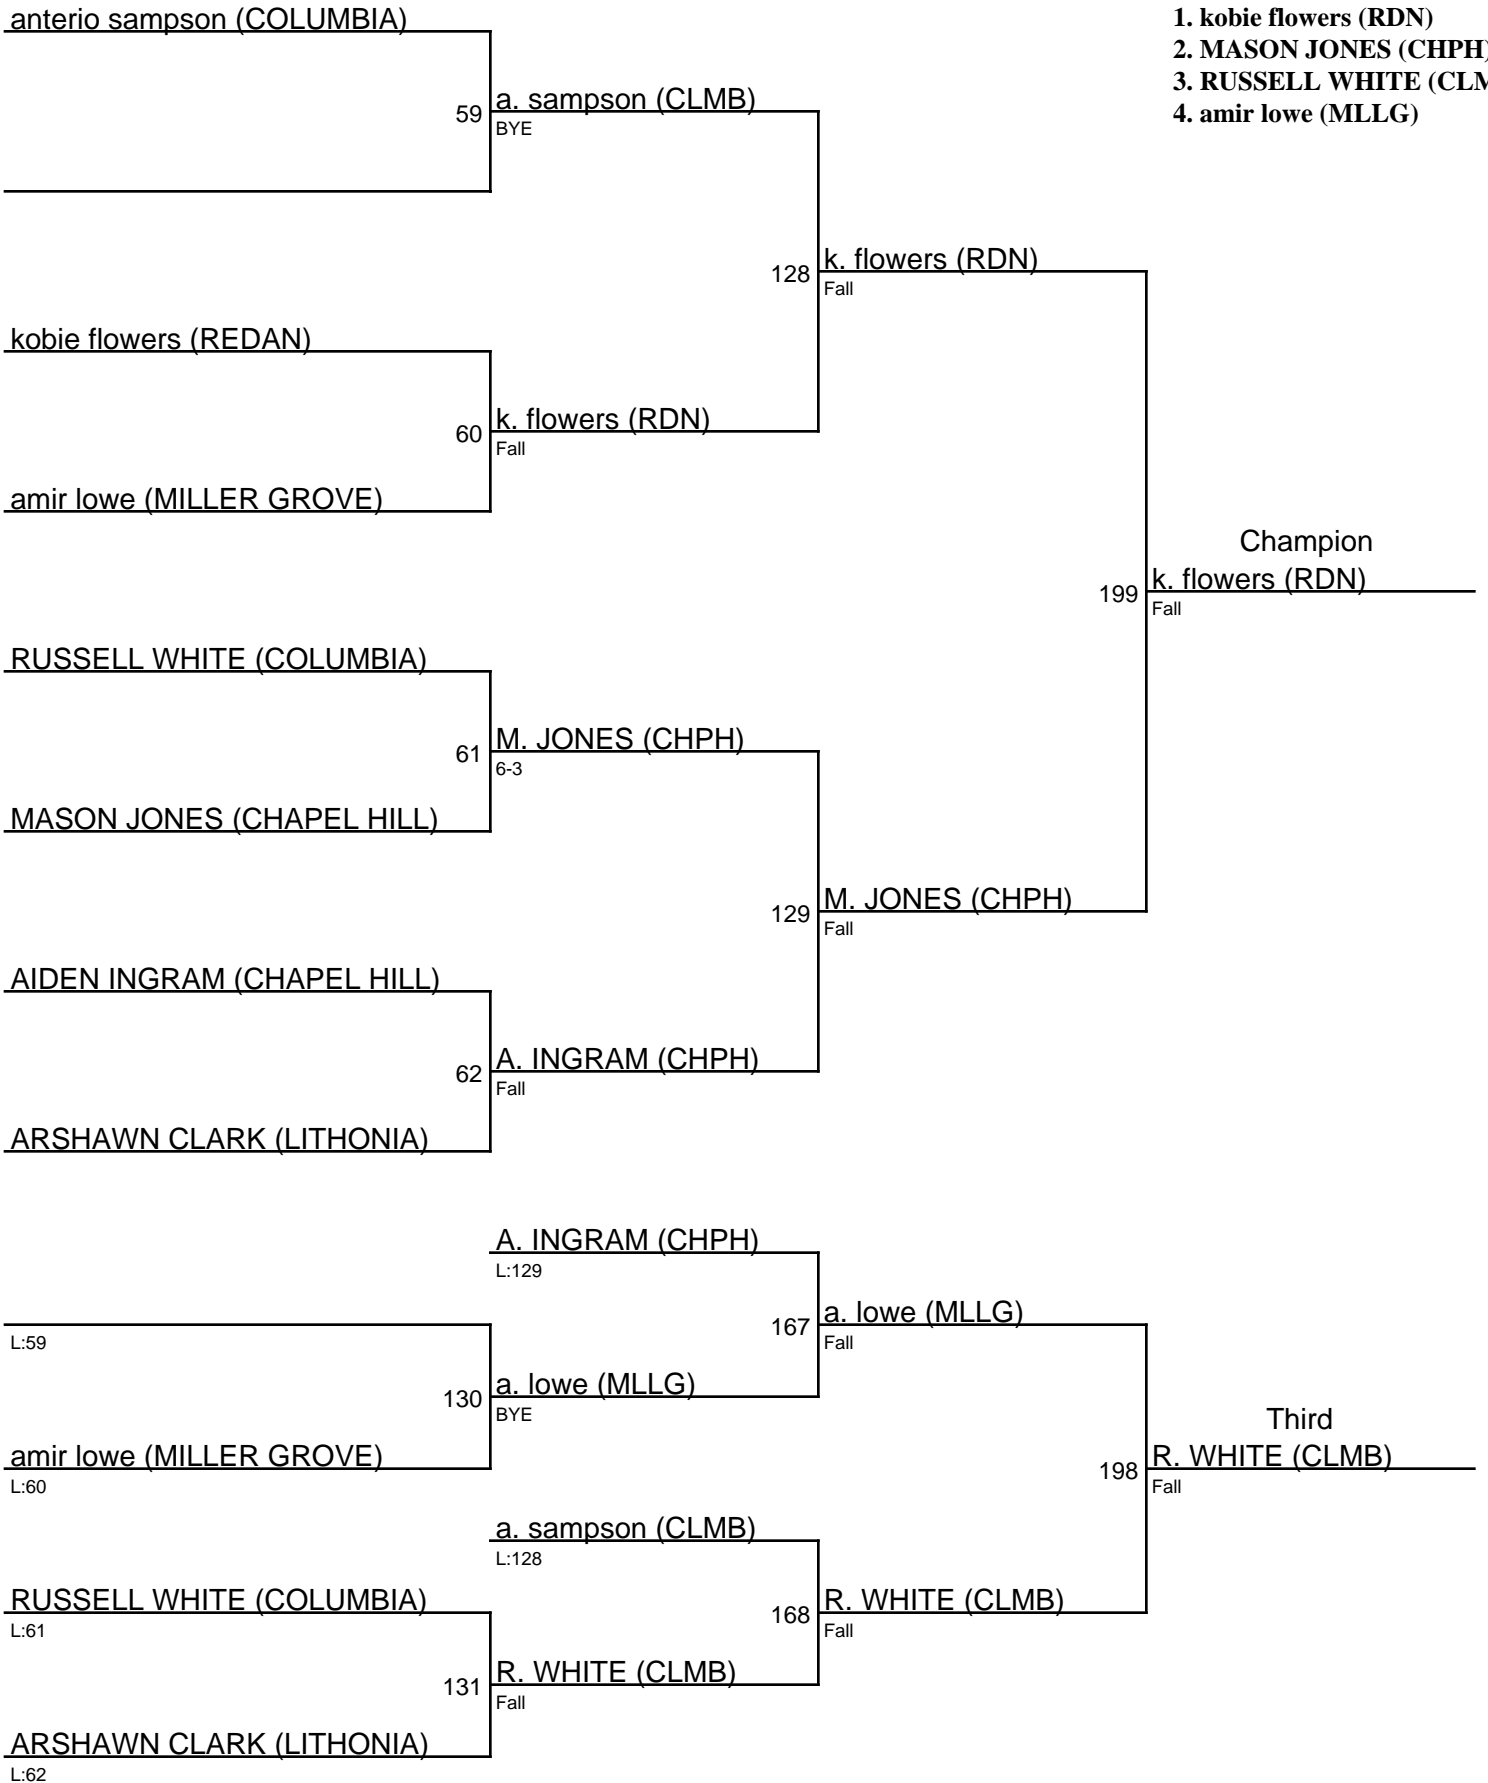 anterio sampson (COLUMBIA)
1. kobie flowers (RDN)
2. MASON JONES (CHPH)
3. RUSSELL WHITE (CLM
4. amir lowe (MLLG)
59
a. sampson (CLMB)
BYE
128
k. flowers (RDN)
Fall
kobie flowers (REDAN)
60
k. flowers (RDN)
Fall
amir lowe (MILLER GROVE)
Champion
199
k. flowers (RDN)
Fall
RUSSELL WHITE (COLUMBIA)
61
M. JONES (CHPH)
6-3
MASON JONES (CHAPEL HILL)
129
M. JONES (CHPH)
Fall
AIDEN INGRAM (CHAPEL HILL)
62
A. INGRAM (CHPH)
Fall
ARSHAWN CLARK (LITHONIA)
A. INGRAM (CHPH)
L:129
L:59
167
a. lowe (MLLG)
Fall
130
a. lowe (MLLG)
BYE
amir lowe (MILLER GROVE)
L:60
Third
198
R. WHITE (CLMB)
Fall
a. sampson (CLMB)
L:128
RUSSELL WHITE (COLUMBIA)
L:61
168
R. WHITE (CLMB)
Fall
131
R. WHITE (CLMB)
Fall
ARSHAWN CLARK (LITHONIA)
L:62